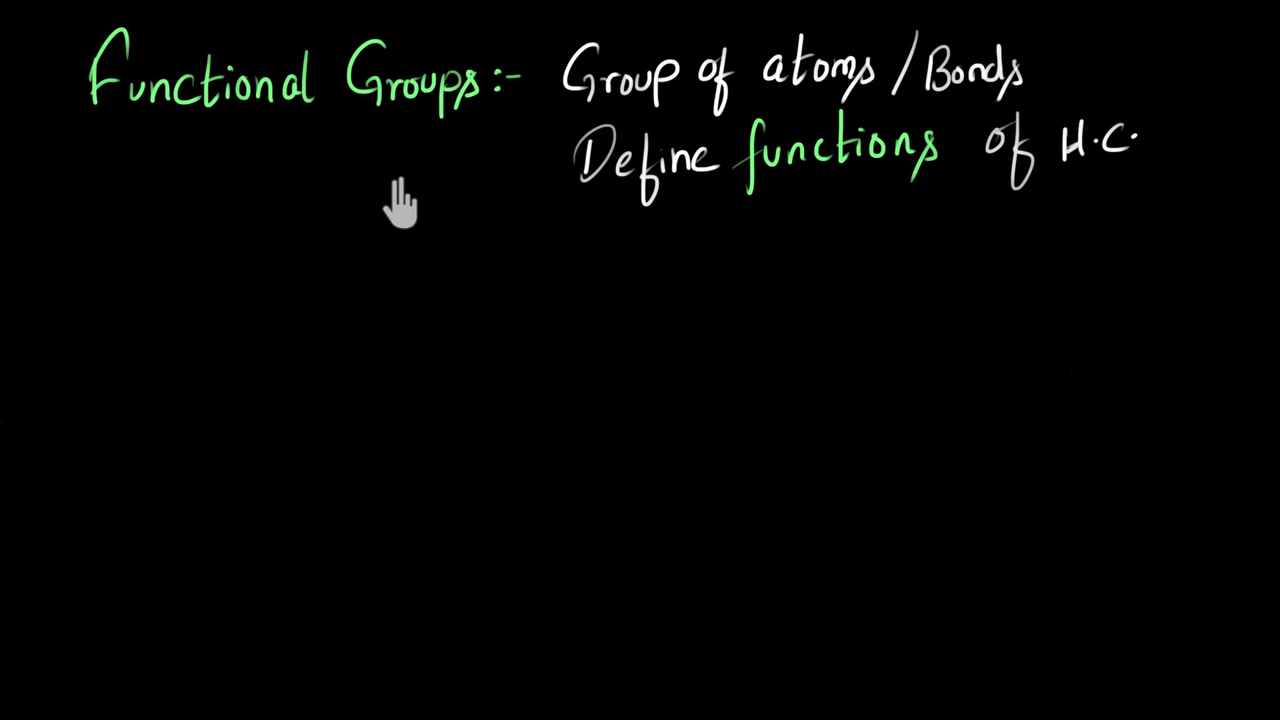 Functional Groups:- Group of atoms / Bonds
Define functions of H.C.